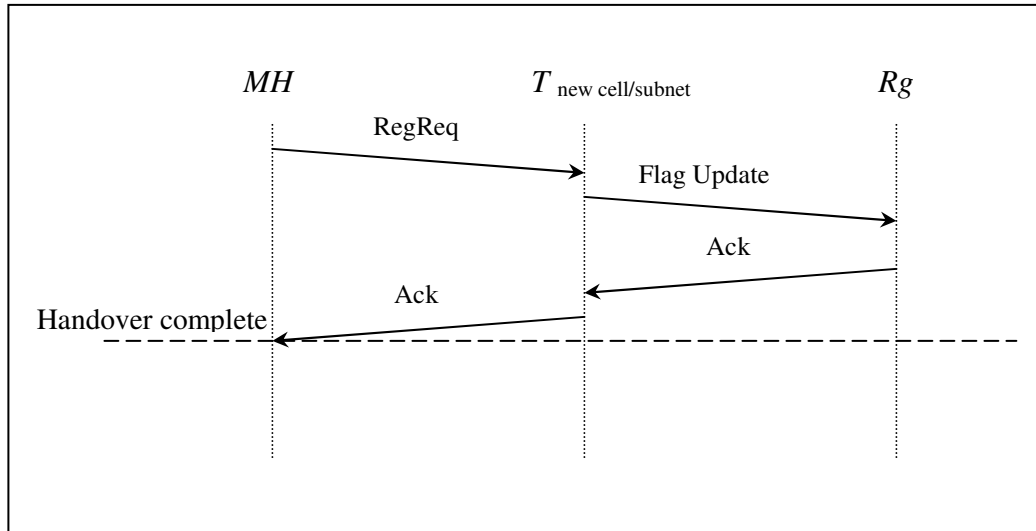 MH
T new cell/subnet
Rg
RegReq
Flag Update
Ack
Ack
Handover complete